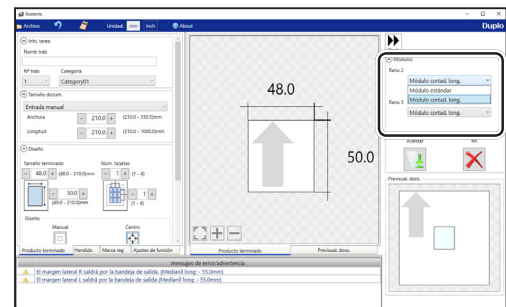 Asistente
Archivo
Unidad: mm inch
About
Duplo
Info. tarea
Nomb trab
Nº trab Categoría
1 Category01
Tamaño docum.
Entrada manual
Anchura - 210.0 + (210.0 - 330.5)mm
Longitud - 210.0 + (210.0 - 1000.0)mm
Diseño
Tamaño terminado Núm. tarjetas
- 48.0 + (48.0 - 210.0)mm - 1 + (1 - 4)
- 50.0 + - 1 +
(49.0 - 210.0)mm (1 - 4)
Diseño
Manual Centro
Producto terminado Hendido Marca reg Ajustes de función
48.0
50.0
Producto terminado Previsual. docs.
Módulos
Ranu 2
Módulo cortad. long.
Módulo estándar
Módulo cortad. long.
Ranu 3 Módulo cortad. long.
Avanzar fin
Previsual. docs.
mensajes de error/advertencia
El margen lateral R saldrá por la bandeja de salida. (Medianil long: - 55.0mm)
El margen lateral L saldrá por la bandeja de salida. (Medianil long: - 55.0mm)